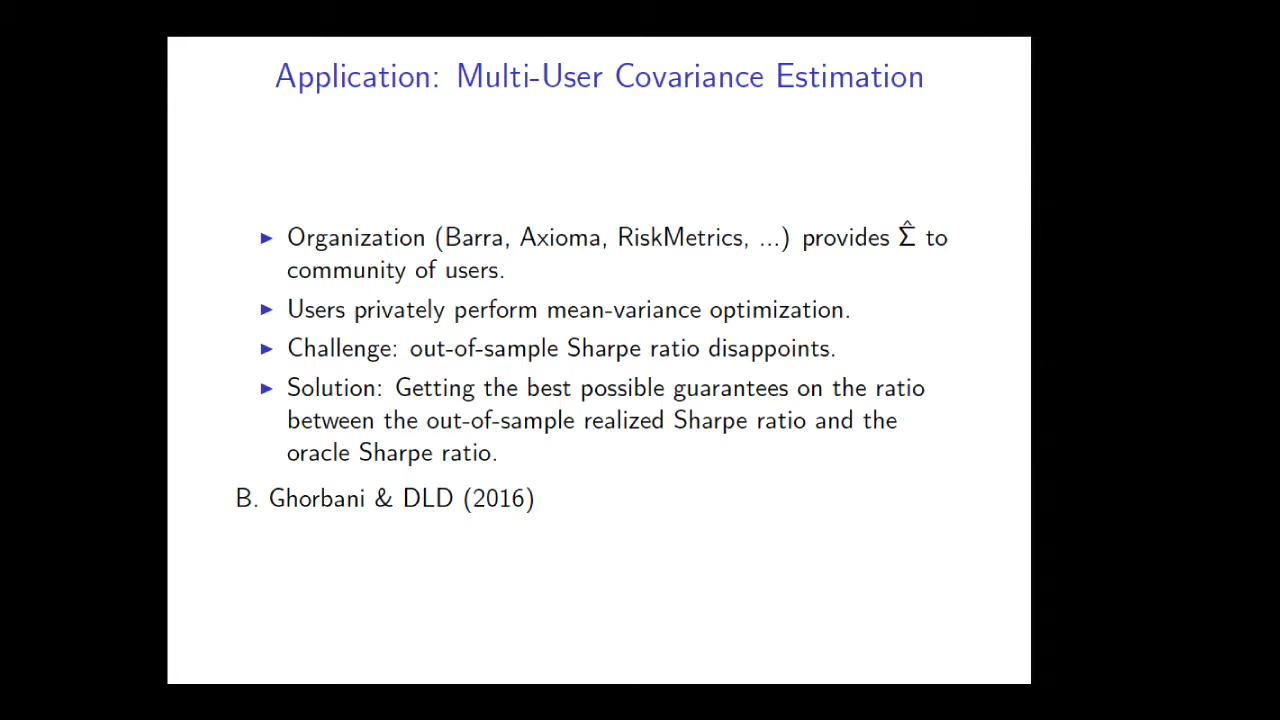 Application: Multi-User Covariance Estimation
▶ Organization (Barra, Axioma, RiskMetrics, ...) provides Σ̂ to
community of users.
▶ Users privately perform mean-variance optimization.
▶ Challenge: out-of-sample Sharpe ratio disappoints.
▶ Solution: Getting the best possible guarantees on the ratio
between the out-of-sample realized Sharpe ratio and the
oracle Sharpe ratio.
B. Ghorbani & DLD (2016)